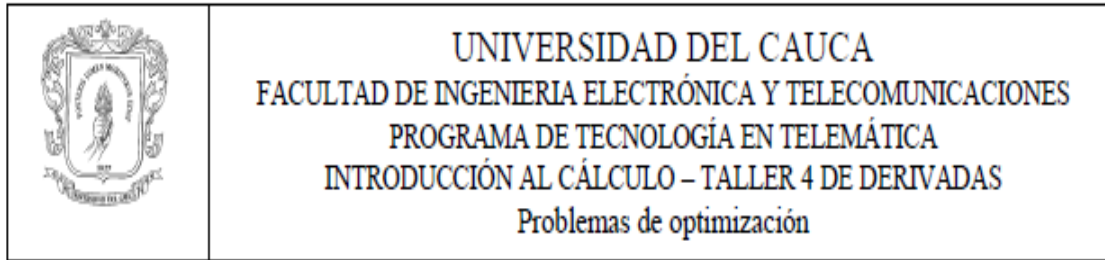 UNIVERSIDAD DEL CAUCA
FACULTAD DE INGENIERIA ELECTRÓNICA Y TELECOMUNICACIONES
PROGRAMA DE TECNOLOGÍA EN TELEMÁTICA
INTRODUCCIÓN AL CÁLCULO – TALLER 4 DE DERIVADAS
Problemas de optimización